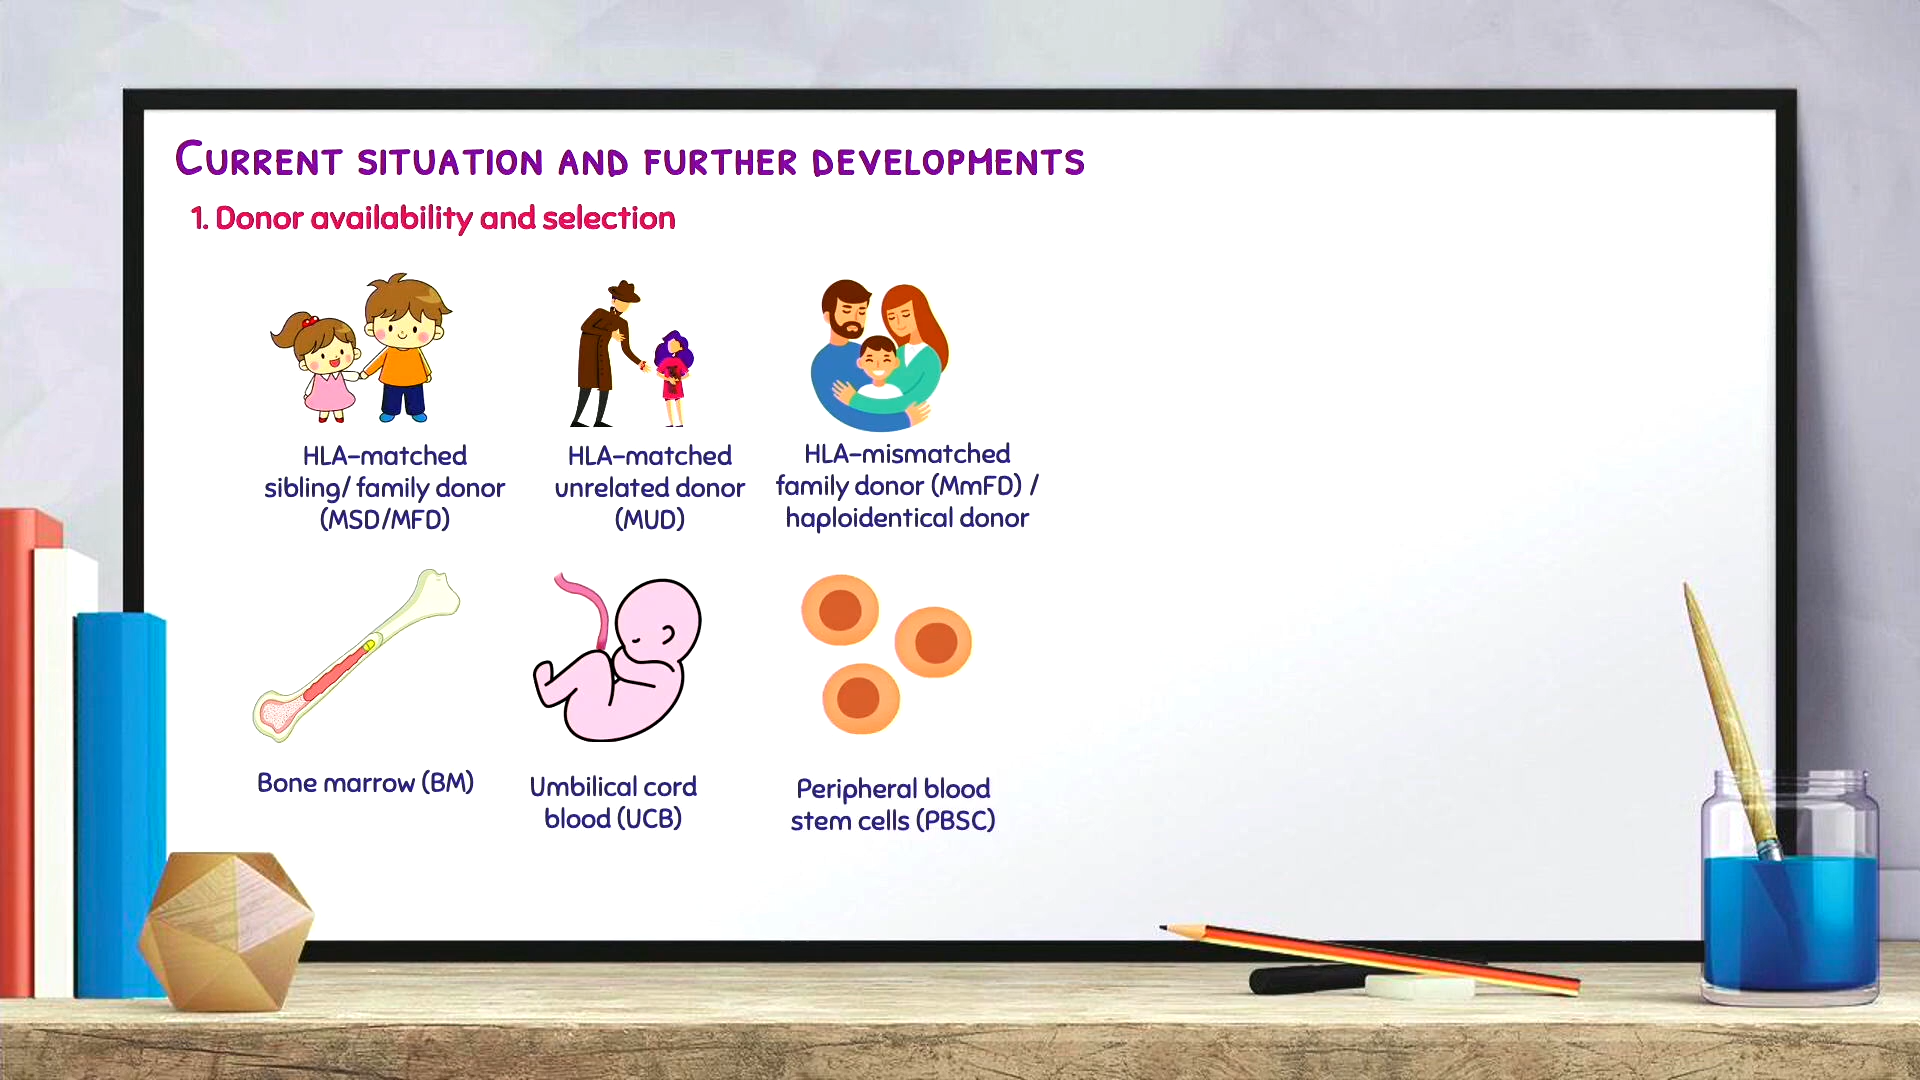 Current situation and further developments
1. Donor availability and selection
HLA-matched
sibling/ family donor
(MSD/MFD)
HLA-matched
unrelated donor
(MUD)
HLA-mismatched
family donor (MmFD) /
haploidentical donor
Bone marrow (BM)
Umbilical cord
blood (UCB)
Peripheral blood
stem cells (PBSC)